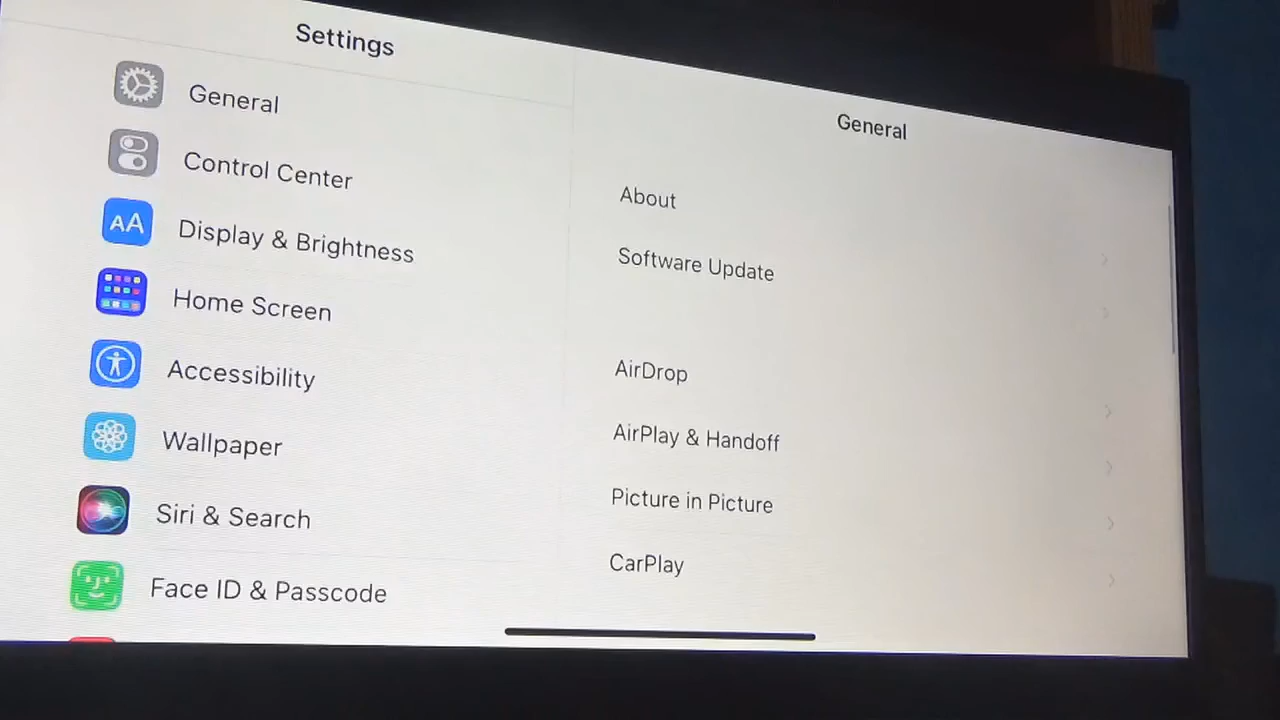 Settings
General
Control Center
AA
Display & Brightness
Home Screen
Accessibility
Wallpaper
Siri & Search
Face ID & Passcode
General
About
Software Update
AirDrop
AirPlay & Handoff
Picture in Picture
CarPlay